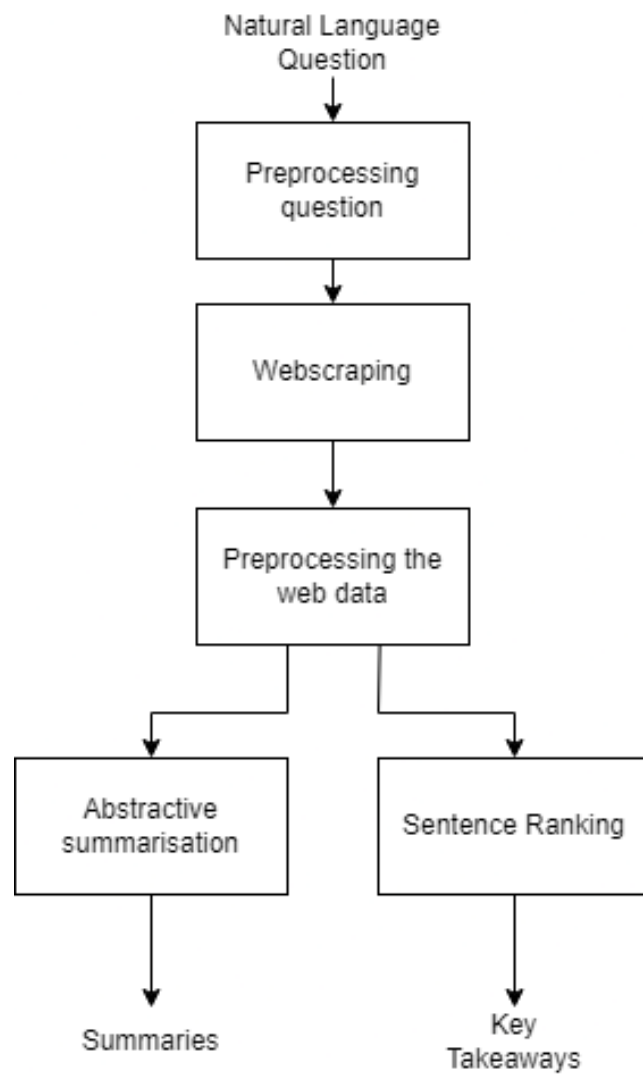 Natural Language
Question
Preprocessing
question
Webscraping
Preprocessing the
web data
Abstractive
summarisation
Sentence Ranking
Summaries
Key
Takeaways